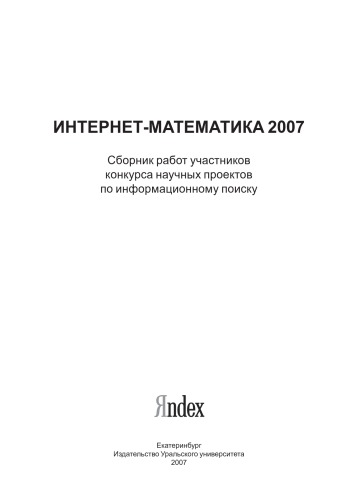 ИНТЕРНЕТ-МАТЕМАТИКА 2007
Сборник работ участников
конкурса научных проектов
по информационному поиску
Яndex
Екатеринбург
Издательство Уральского университета
2007